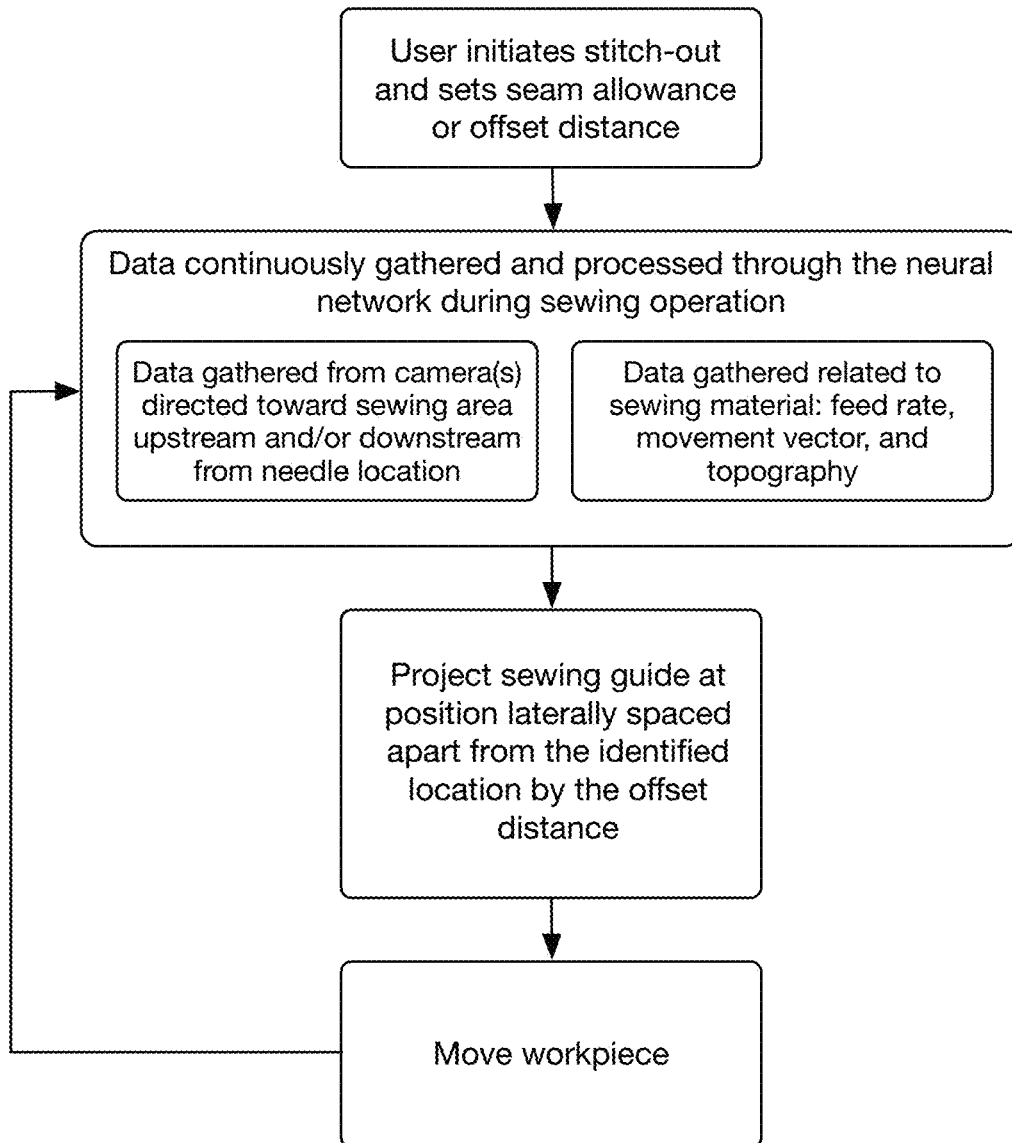 User initiates stitch-out
and sets seam allowance
or offset distance
Data continuously gathered and processed through the neural
network during sewing operation
Data gathered from camera(s)
directed toward sewing area
upstream and/or downstream
from needle location
Data gathered related to
sewing material: feed rate,
movement vector, and
topography
Project sewing guide at
position laterally spaced
apart from the identified
location by the offset
distance
Move workpiece